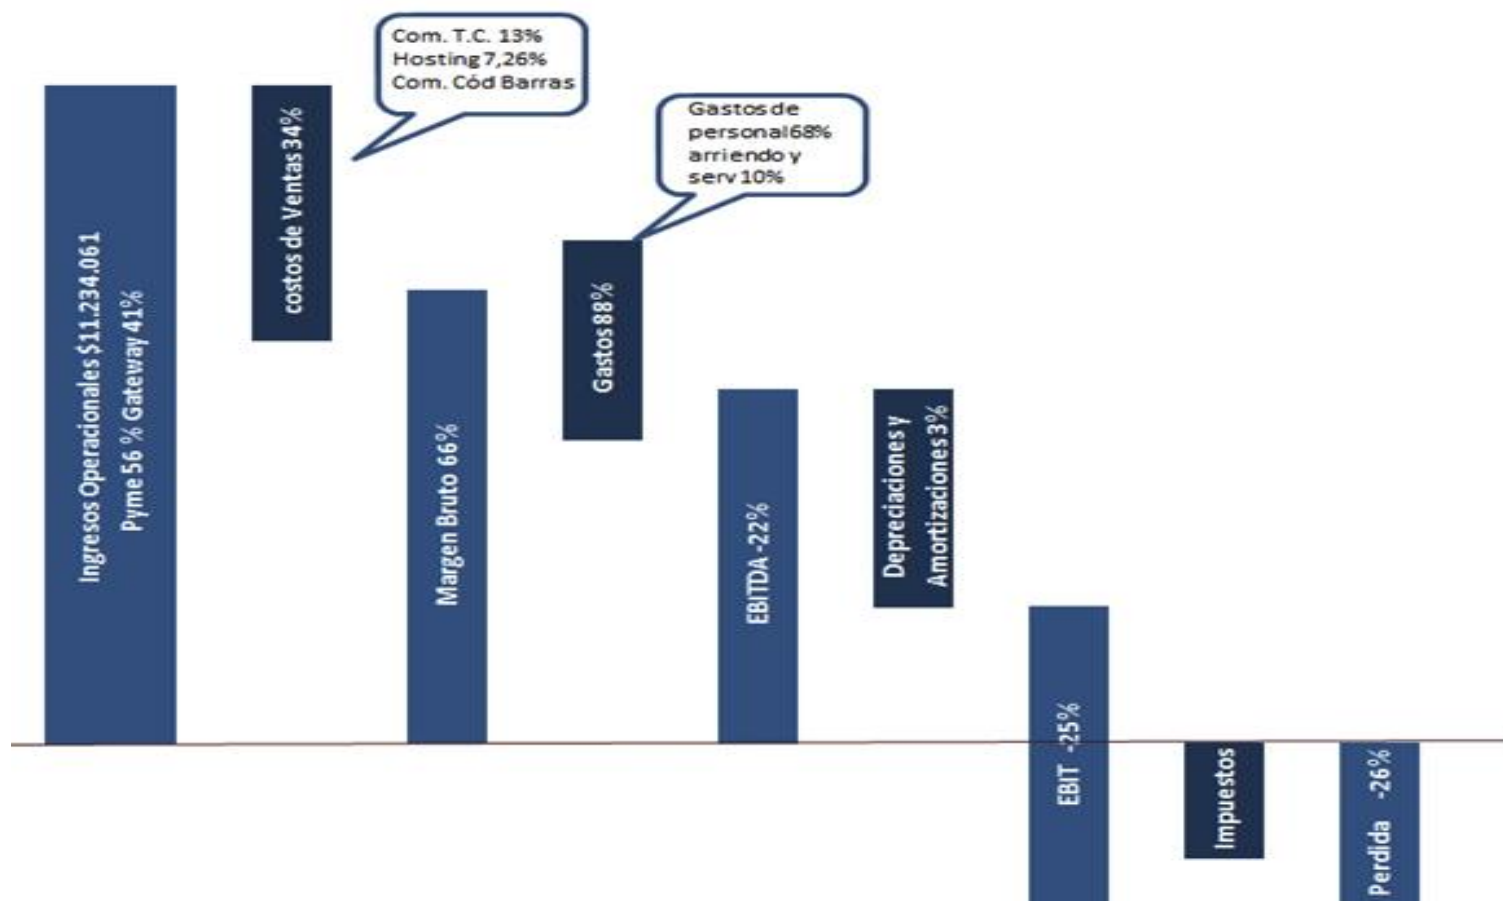 Com. T.C. 13%
Hosting 7,26%
Com. Cód Barras
Gastos de
personal 68%
arriendo y
serv 10%
Ingresos Operacionales $11.234.061
Pyme 56 % Gateway 41%
costos de Ventas 34%
Margen Bruto 66%
Gastos 88%
EBITDA -22%
Depreciaciones y
Amortizaciones 3%
EBIT -25%
Impuestos
Perdida -26%